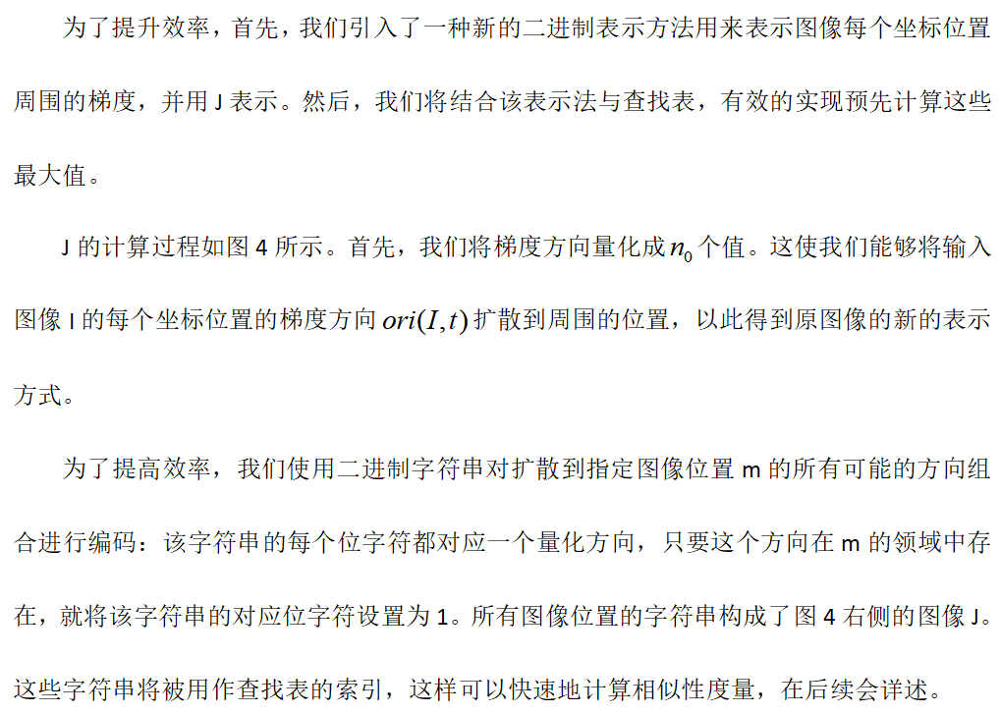 为了提升效率，首先，我们引入了一种新的二进制表示方法用来表示图像每个坐标位置
周围的梯度，并用 J 表示。然后，我们将结合该表示法与查找表，有效的实现预先计算这些
最大值。
J 的计算过程如图 4 所示。首先，我们将梯度方向量化成 n₀ 个值。这使我们能够将输入
图像 I 的每个坐标位置的梯度方向 ori(I,t) 扩散到周围的位置，以此得到原图像的新的表示
方式。
为了提高效率，我们使用二进制字符串对扩散到指定图像位置 m 的所有可能的方向组
合进行编码：该字符串的每个位字符都对应一个量化方向，只要这个方向在 m 的领域中存
在，就将该字符串的对应位字符设置为 1。所有图像位置的字符串构成了图 4 右侧的图像 J。
这些字符串将被用作查找表的索引，这样可以快速地计算相似性度量，在后续会详述。